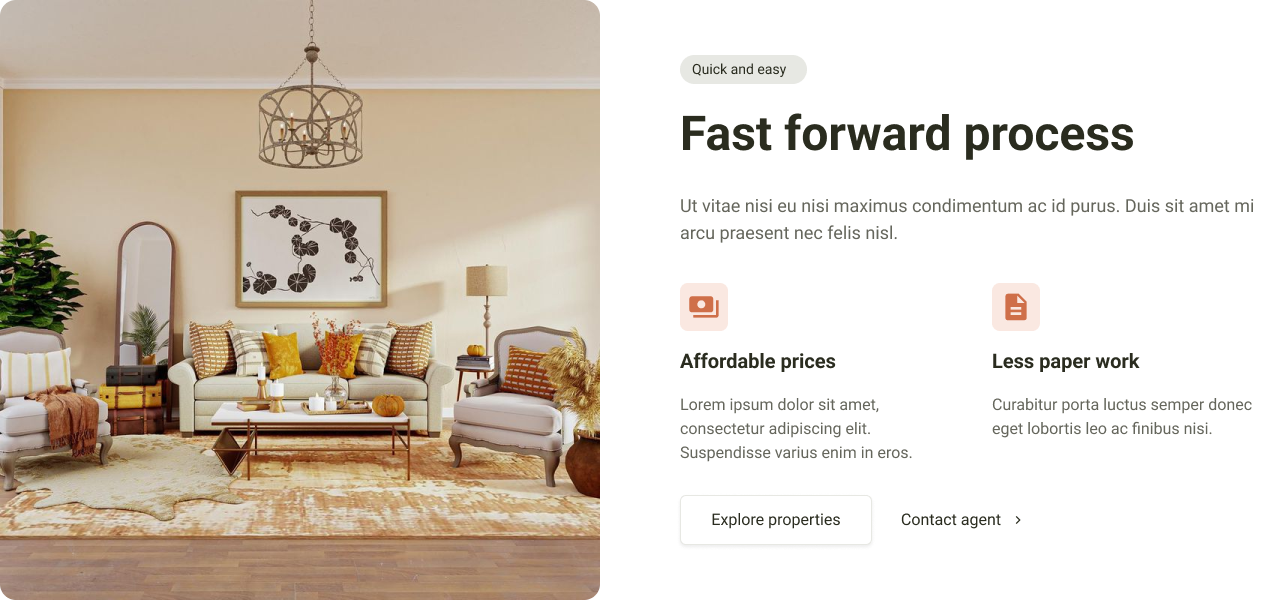 Quick and easy
Fast forward process
Ut vitae nisi eu nisi maximus condimentum ac id purus. Duis sit amet mi
arcu praesent nec felis nisl.
Affordable prices
Lorem ipsum dolor sit amet,
consectetur adipiscing elit.
Suspendisse varius enim in eros.
Less paper work
Curabitur porta luctus semper donec
eget lobortis leo ac finibus nisi.
Explore properties
Contact agent